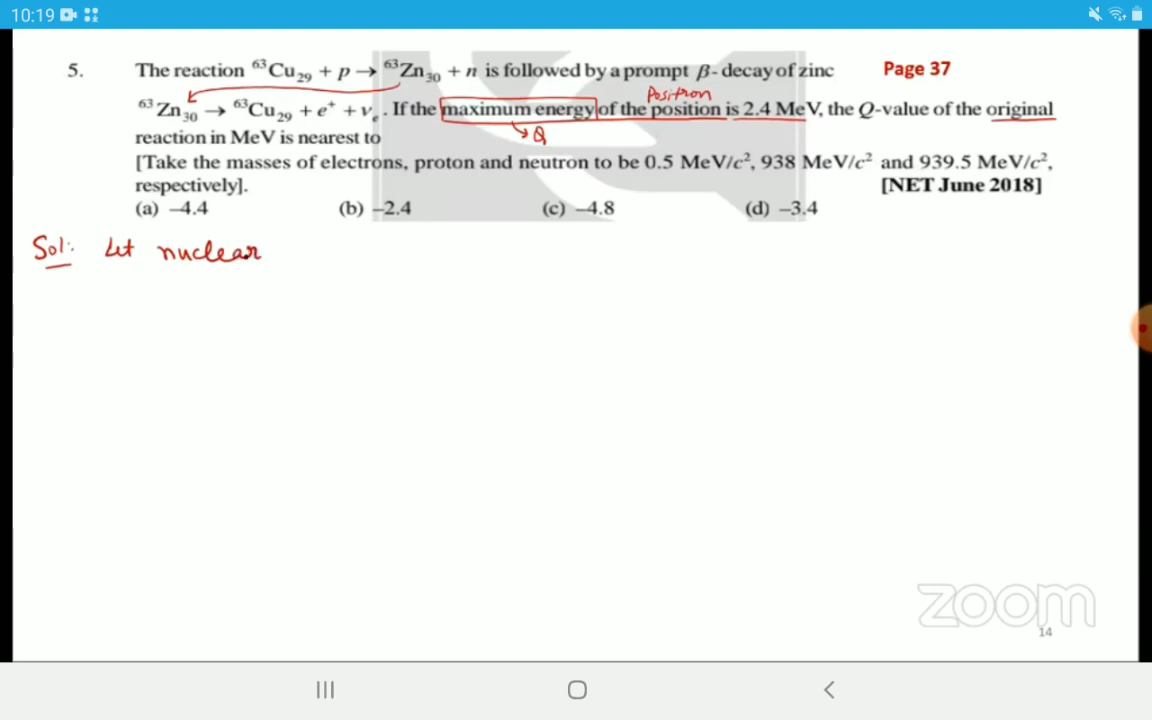 10:19
5. The reaction ⁶³Cu₂₉ + p → ⁶³Zn₃₀ + n is followed by a prompt β- decay of zinc Page 37
Positron
⁶³Zn₃₀ → ⁶³Cu₂₉ + e⁺ + νₑ. If the maximum energy of the position is 2.4 MeV, the Q-value of the original
→ Q
reaction in MeV is nearest to
[Take the masses of electrons, proton and neutron to be 0.5 MeV/c², 938 MeV/c² and 939.5 MeV/c²,
respectively]. [NET June 2018]
(a) –4.4 (b) –2.4 (c) –4.8 (d) –3.4
Sol: Let nuclear
zoom
14